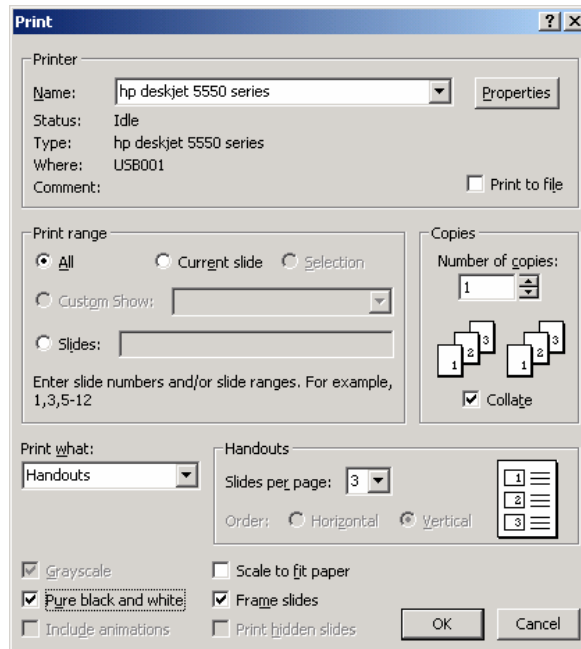 Print
Printer
Name: hp deskjet 5550 series Properties
Status: Idle
Type: hp deskjet 5550 series
Where: USB001
Comment: Print to file
Print range
All Current slide Selection
Custom Show:
Slides:
Enter slide numbers and/or slide ranges. For example,
1,3,5-12
Copies
Number of copies:
1
1 2 3 1 2 3
Collate
Print what:
Handouts
Handouts
Slides per page: 3
Order: Horizontal Vertical
1
2
3
Grayscale Scale to fit paper
Pure black and white Frame slides
Include animations Print hidden slides
OK Cancel